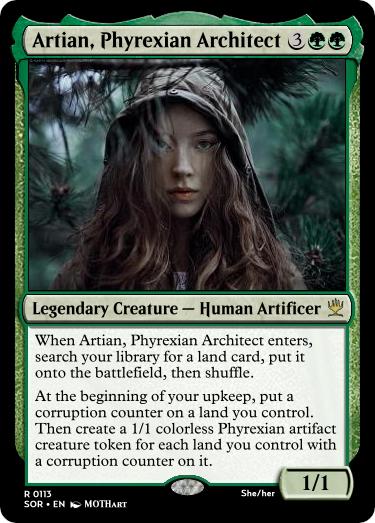 Artian, Phyrexian Architect 3
Legendary Creature — Human Artificer
When Artian, Phyrexian Architect enters,
search your library for a land card, put it
onto the battlefield, then shuffle.
At the beginning of your upkeep, put a
corruption counter on a land you control.
Then create a 1/1 colorless Phyrexian artifact
creature token for each land you control with
a corruption counter on it.
1/1
R 0113
She/her
SOR • EN MOTHart